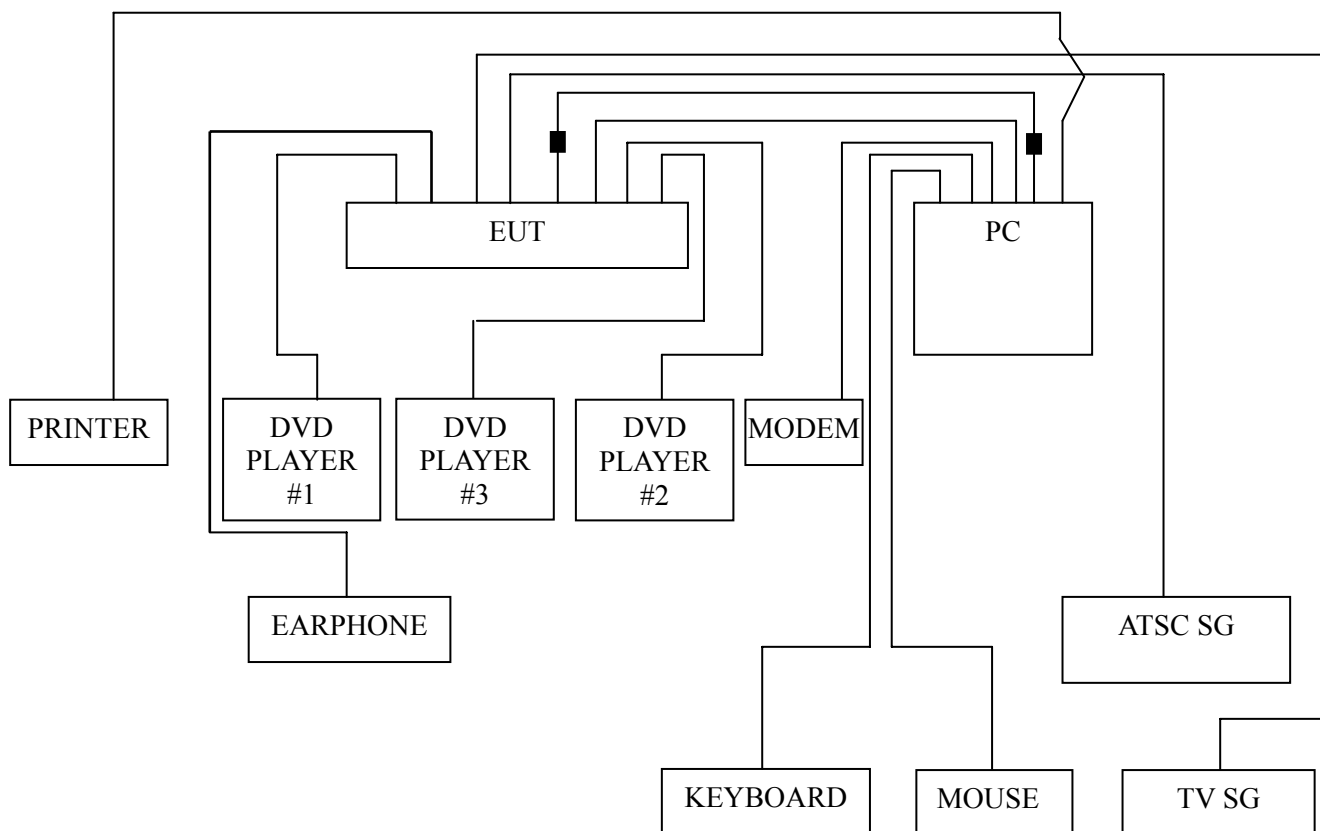 EUT
PC
PRINTER
DVD
PLAYER
#1
DVD
PLAYER
#3
DVD
PLAYER
#2
MODEM
EARPHONE
ATSC SG
KEYBOARD
MOUSE
TV SG